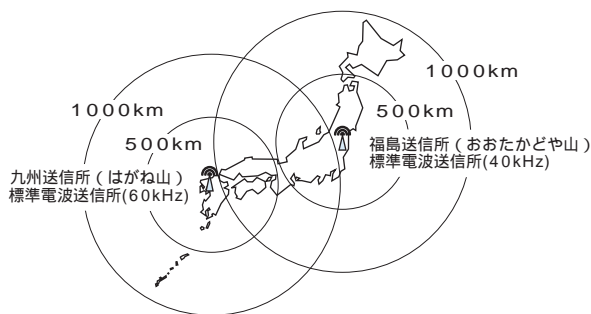 1000km
500km
九州送信所（はがね山）
標準電波送信所(60kHz)
1000km
500km
福島送信所（おおたかどや山）
標準電波送信所(40kHz)